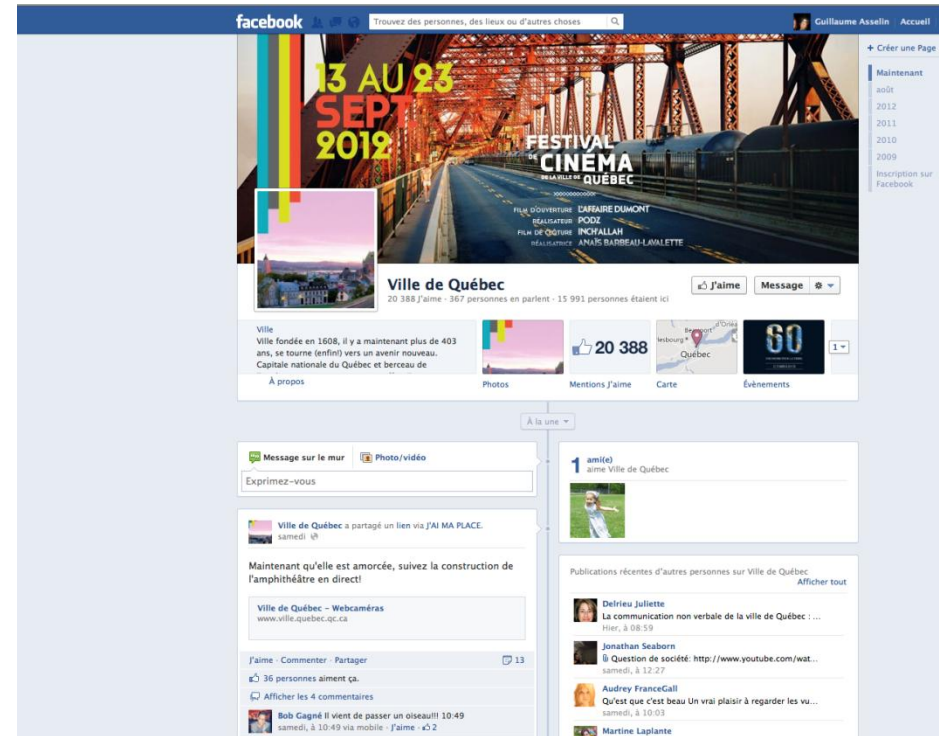 facebook
Trouvez des personnes, des lieux ou d'autres choses
Guillaume Asselin
Accueil
+ Créer une Page
Maintenant
août
2012
2011
2010
2009
Inscription sur
Facebook
13 AU 23
SEPT.
2012
FESTIVAL
DE CINÉMA
DE LA VILLE DE QUÉBEC
FILM D'OUVERTURE L'AFFAIRE DUMONT
RÉALISATEUR PODZ
FILM DE CLÔTURE INCH'ALLAH
RÉALISATRICE ANAÏS BARBEAU-LAVALETTE
Ville de Québec
20 388 J'aime · 367 personnes en parlent · 15 991 personnes étaient ici
J'aime
Message
Ville
Ville fondée en 1608, il y a maintenant plus de 403
ans, se tourne (enfin!) vers un avenir nouveau.
Capitale nationale du Québec et berceau de
À propos
Photos
20 388
Mentions J'aime
Québec
Carte
60
Évènements
1
À la une
Message sur le mur
Photo/vidéo
Exprimez-vous
Ville de Québec a partagé un lien via J'AI MA PLACE.
samedi
Maintenant qu'elle est amorcée, suivez la construction de
l'amphithéâtre en direct!
Ville de Québec – Webcaméras
www.ville.quebec.qc.ca
J'aime · Commenter · Partager
13
36 personnes aiment ça.
Afficher les 4 commentaires
Bob Gagné Il vient de passer un oiseau!!! 10:49
samedi, à 10:49 via mobile · J'aime · 2
1 ami(e)
aime Ville de Québec
Publications récentes d'autres personnes sur Ville de Québec
Afficher tout
Delrieu Juliette
La communication non verbale de la ville de Québec : ...
Hier, à 08:59
Jonathan Seaborn
Question de société: http://www.youtube.com/wat...
samedi, à 12:27
Audrey FranceGall
Qu'est que c'est beau Un vrai plaisir à regarder les vu...
samedi, à 10:03
Martine Laplante